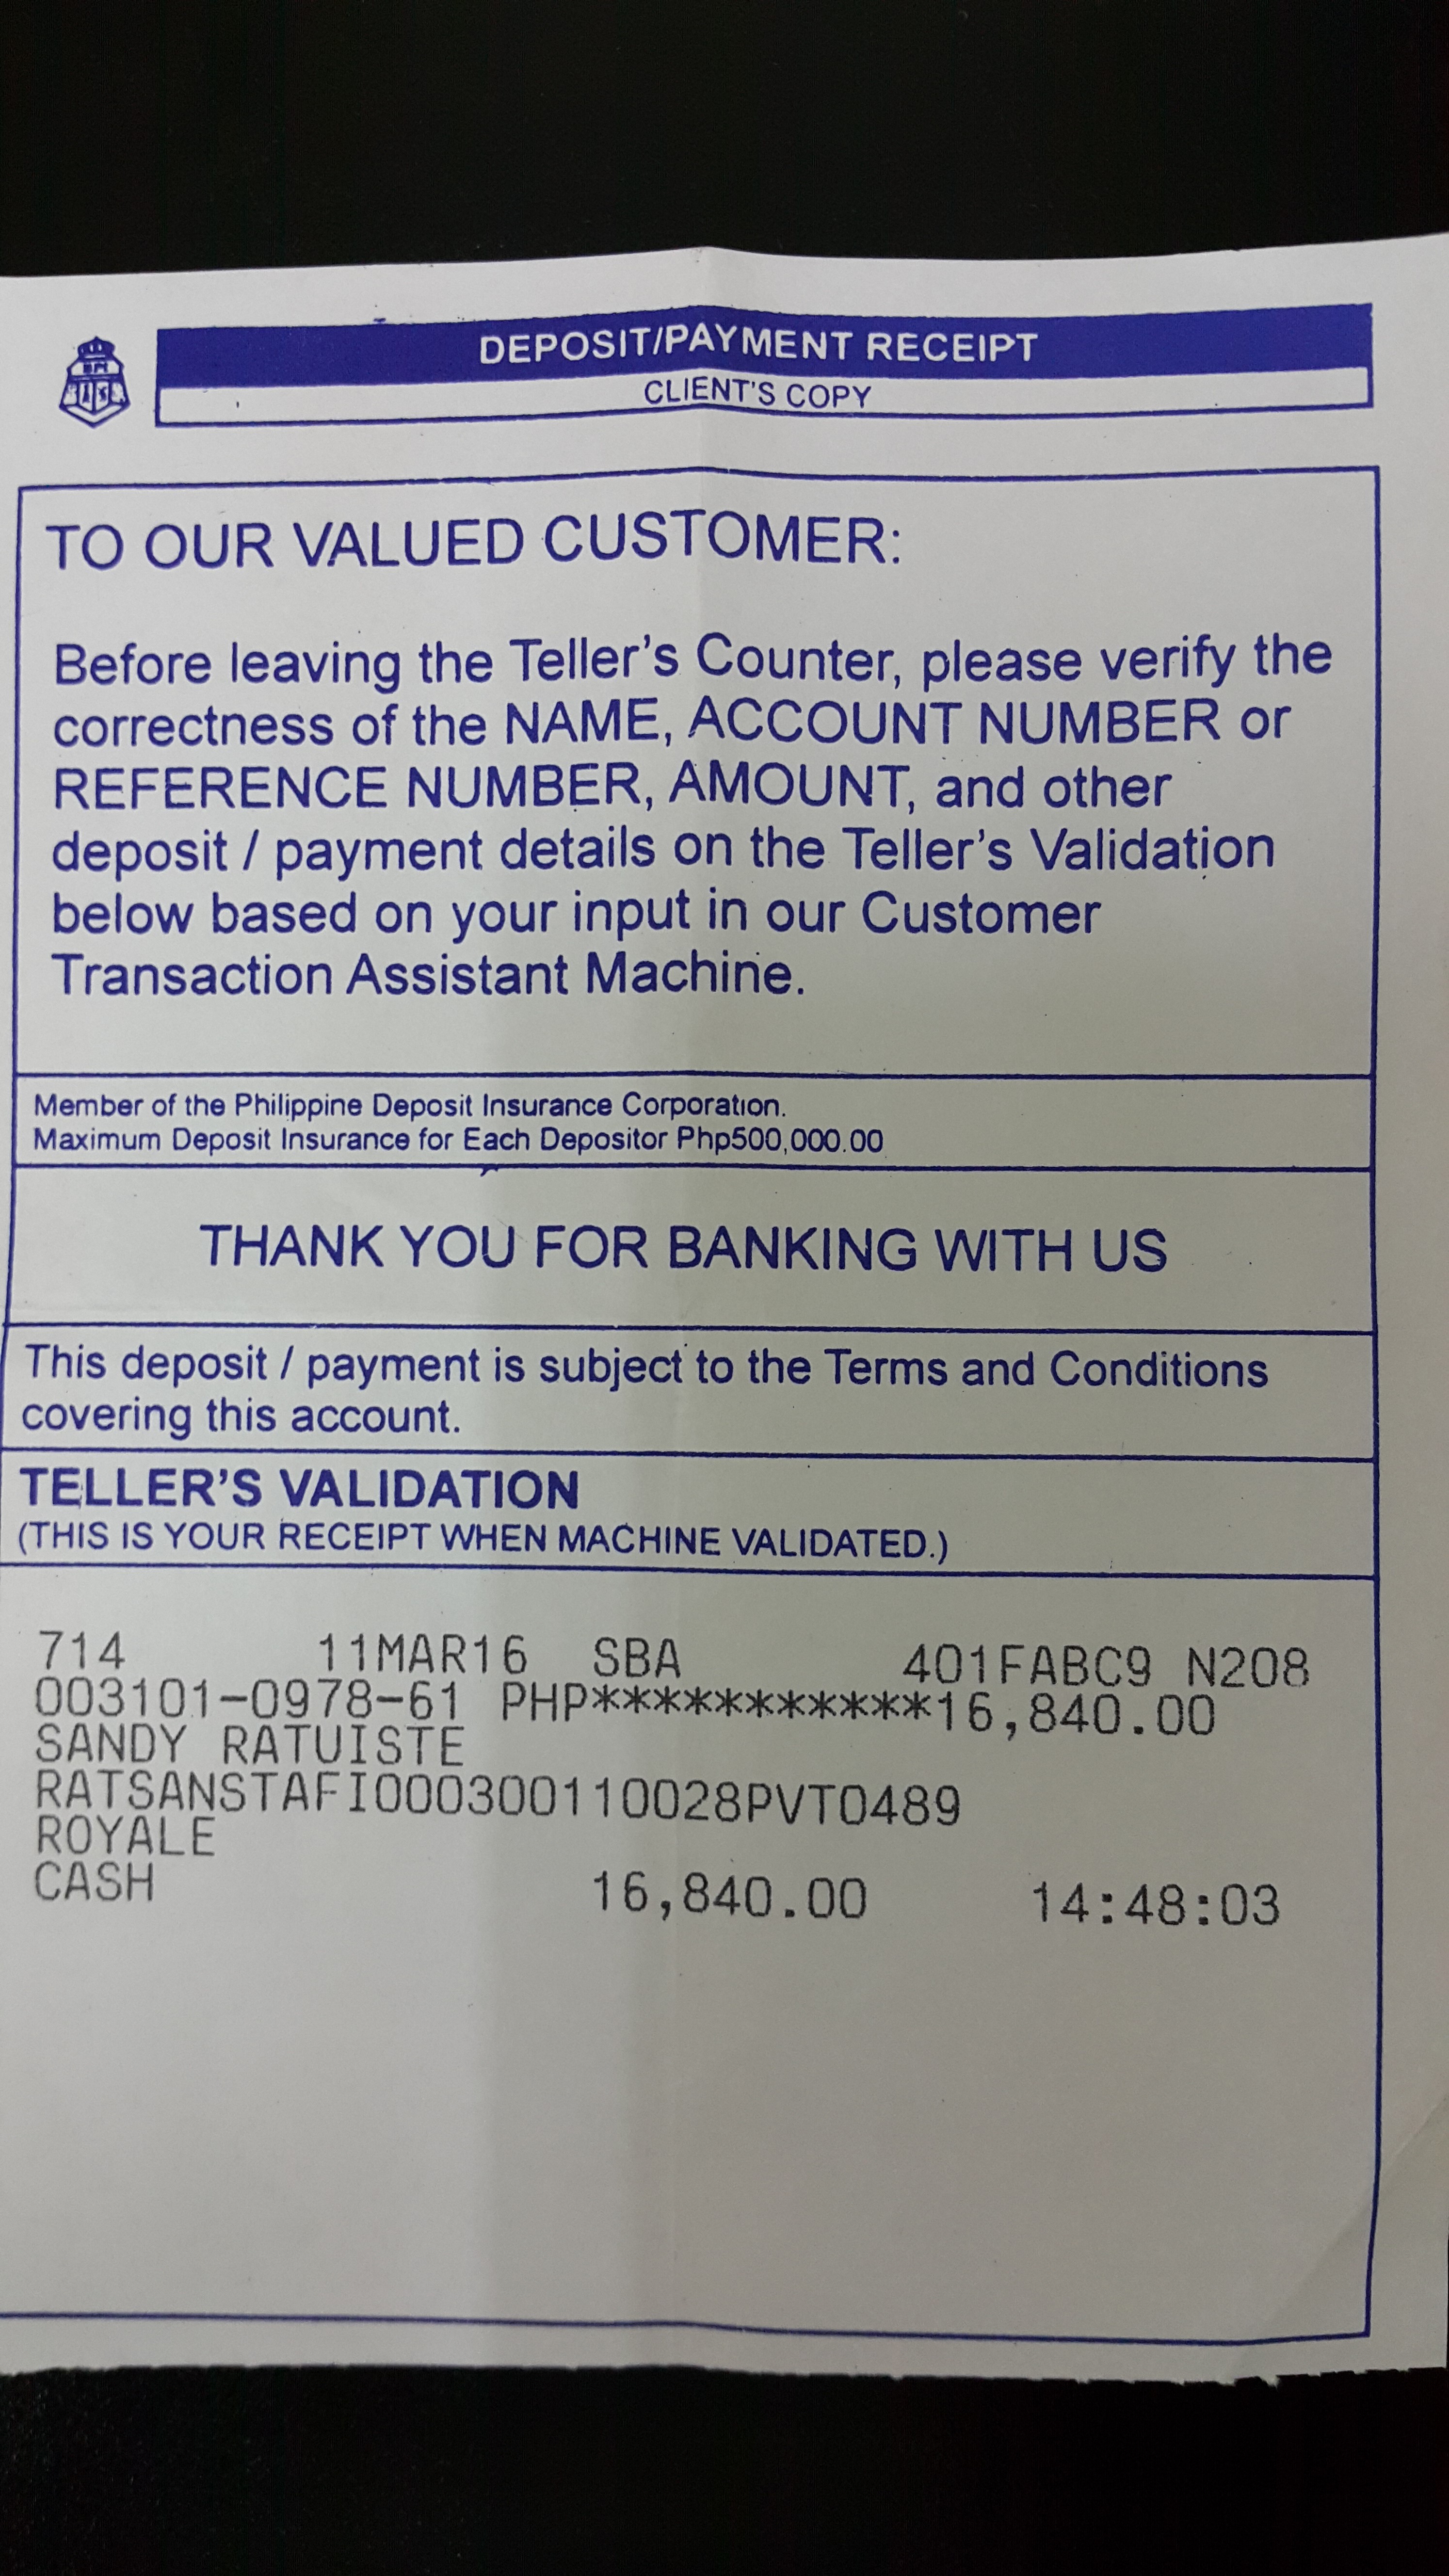 DEPOSIT/PAYMENT RECEIPT
CLIENT'S COPY
TO OUR VALUED CUSTOMER:
Before leaving the Teller's Counter, please verify the
correctness of the NAME, ACCOUNT NUMBER or
REFERENCE NUMBER, AMOUNT, and other
deposit / payment details on the Teller's Validation
below based on your input in our Customer
Transaction Assistant Machine.
Member of the Philippine Deposit Insurance Corporation.
Maximum Deposit Insurance for Each Depositor Php500,000.00
THANK YOU FOR BANKING WITH US
This deposit / payment is subject to the Terms and Conditions
covering this account.
TELLER'S VALIDATION
(THIS IS YOUR RECEIPT WHEN MACHINE VALIDATED.)
714 11MAR16 SBA 401FABC9 N208
003101-0978-61 PHP***********16,840.00
SANDY RATUISTE
RATSANSTAFI000300110028PVT0489
ROYALE
CASH 16,840.00 14:48:03